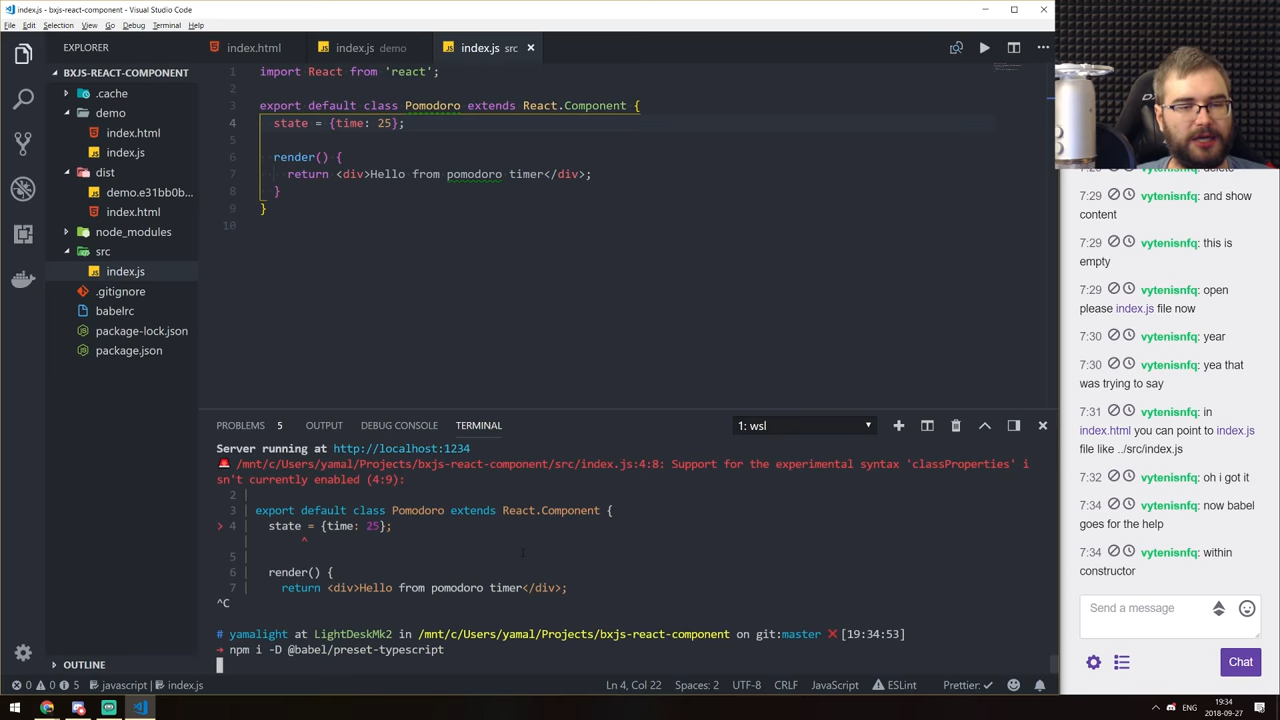 index.js - bxjs-react-component - Visual Studio Code
File Edit Selection View Go Debug Terminal Help
EXPLORER
BXJS-REACT-COMPONENT
.cache
demo
index.html
index.js
dist
demo.e31bb0b...
index.html
node_modules
src
index.js
.gitignore
babelrc
package-lock.json
package.json
OUTLINE
index.html
index.js demo
index.js src
1 import React from 'react';
2
3 export default class Pomodoro extends React.Component {
4 state = {time: 25};
5
6 render() {
7 return <div>Hello from pomodoro timer</div>;
8 }
9 }
10
PROBLEMS 5 OUTPUT DEBUG CONSOLE TERMINAL 1: wsl
Server running at http://localhost:1234
/mnt/c/Users/yamal/Projects/bxjs-react-component/src/index.js:4:8: Support for the experimental syntax 'classProperties' i
sn't currently enabled (4:9):
2 |
3 | export default class Pomodoro extends React.Component {
> 4 | state = {time: 25};
| ^
5 |
6 | render() {
7 | return <div>Hello from pomodoro timer</div>;
^C
# yamalight at LightDeskMk2 in /mnt/c/Users/yamal/Projects/bxjs-react-component on git:master ✗ [19:34:53]
→ npm i -D @babel/preset-typescript
0 0 5 javascript | index.js Ln 4, Col 22 Spaces: 2 UTF-8 CRLF JavaScript ESLint Prettier: ✓
ENG 19:34
2018-09-27
DX
7:29 vytenisnfq: and show
content
7:29 vytenisnfq: this is
empty
7:29 vytenisnfq: open
please index.js file now
7:30 vytenisnfq: year
7:30 vytenisnfq: yea that
was trying to say
7:31 vytenisnfq: in
index.html you can point to index.js
file like ../src/index.js
7:32 vytenisnfq: oh i got it
7:34 vytenisnfq: now babel
goes for the help
7:34 vytenisnfq: within
constructor
Send a message
Chat